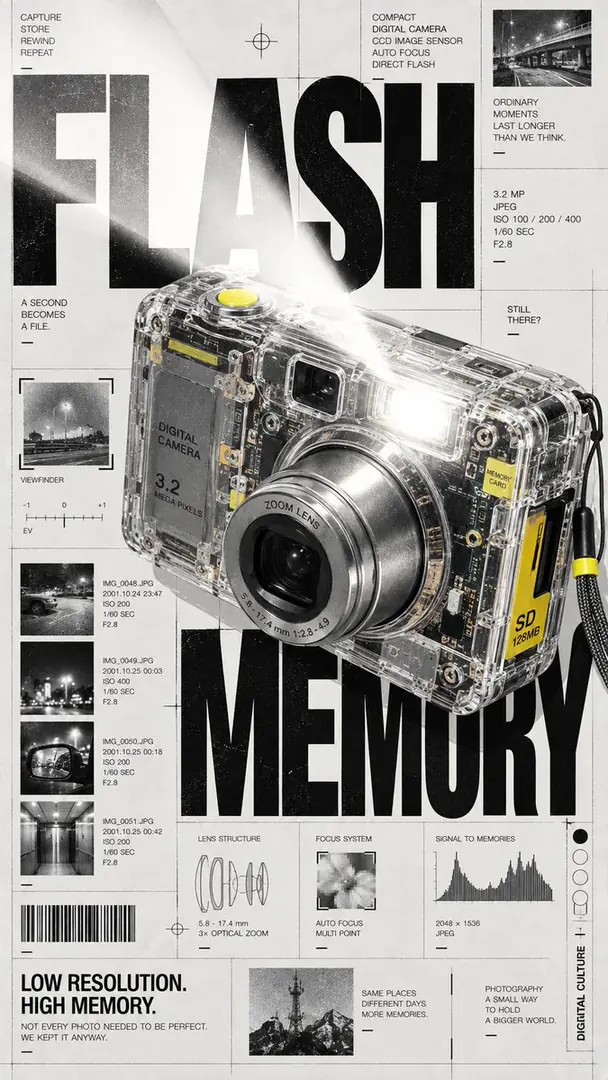 CAPTURE
STORE
REWIND
REPEAT
COMPACT
DIGITAL CAMERA
CCD IMAGE SENSOR
AUTO FOCUS
DIRECT FLASH
ORDINARY
MOMENTS
LAST LONGER
THAN WE THINK.
FLASH
3.2 MP
JPEG
ISO 100 / 200 / 400
1/60 SEC
F2.8
A SECOND
BECOMES
A FILE.
STILL
THERE?
VIEWFINDER
-1 0 +1
EV
DIGITAL
CAMERA
3.2
MEGA PIXELS
ZOOM LENS
5.8 - 17.4 mm 1:2.8 - 4.9
MEMORY
CARD
SD
128MB
IMG_0048.JPG
2001.10.24 23:47
ISO 200
1/60 SEC
F2.8
IMG_0049.JPG
2001.10.25 00:03
ISO 400
1/60 SEC
F2.8
IMG_0050.JPG
2001.10.25 00:18
ISO 200
1/60 SEC
F2.8
IMG_0051.JPG
2001.10.25 00:42
ISO 200
1/60 SEC
F2.8
MEMORY
LENS STRUCTURE
5.8 - 17.4 mm
3× OPTICAL ZOOM
FOCUS SYSTEM
AUTO FOCUS
MULTI POINT
SIGNAL TO MEMORIES
2048 × 1536
JPEG
DIGITAL CULTURE
LOW RESOLUTION.
HIGH MEMORY.
NOT EVERY PHOTO NEEDED TO BE PERFECT.
WE KEPT IT ANYWAY.
SAME PLACES
DIFFERENT DAYS
MORE MEMORIES.
PHOTOGRAPHY
A SMALL WAY
TO HOLD
A BIGGER WORLD.